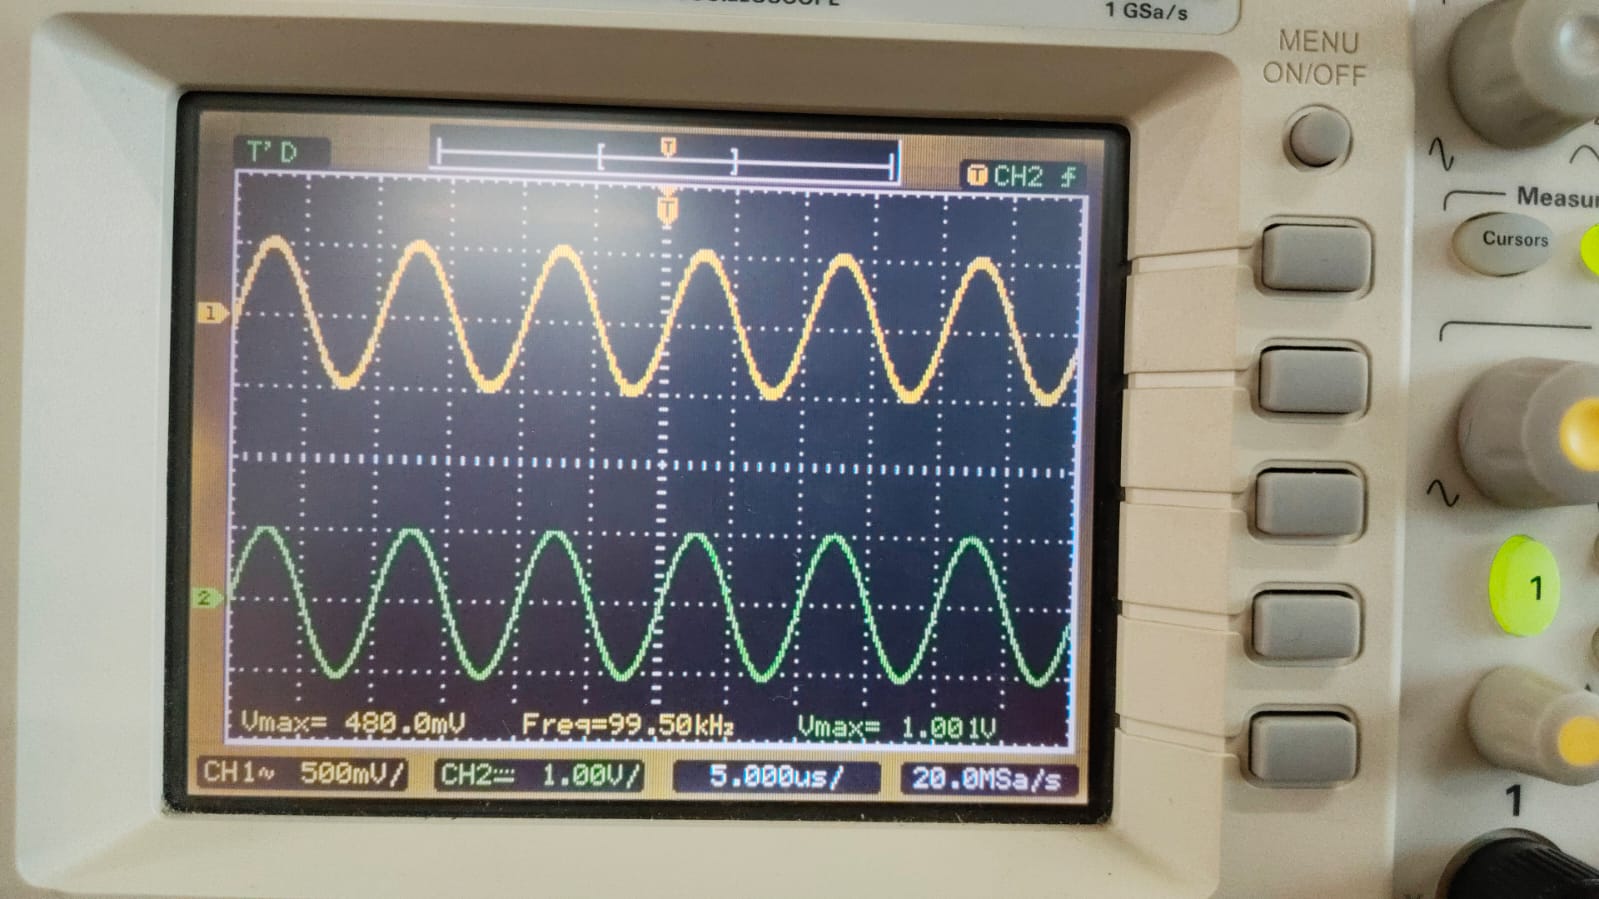 1 GSa/s
MENU
ON/OFF
T'D
T
T CH2
T
Measur
Cursors
1
2
1
Vmax= 480.0mV Freq=99.50kHz Vmax= 1.001V
CH1~ 500mV/ CH2 1.00V/ 5.000us/ 20.0MSa/s
1